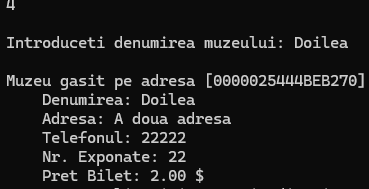 4
Introduceti denumirea muzeului: Doilea
Muzeu gasit pe adresa [0000025444BEB270]
Denumirea: Doilea
Adresa: A doua adresa
Telefonul: 22222
Nr. Exponate: 22
Pret Bilet: 2.00 $